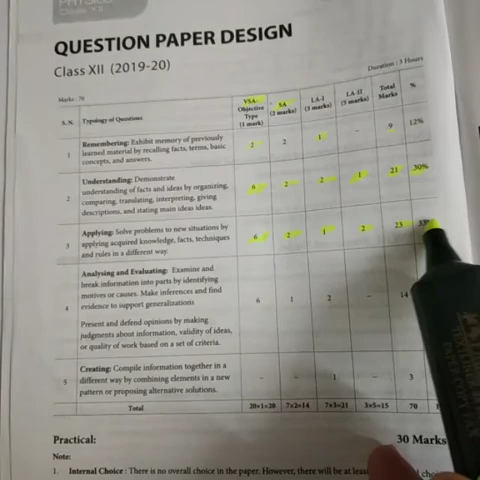 PHYSICS
Class XII
QUESTION PAPER DESIGN
Class XII (2019-20)
Marks : 70
Duration : 3 Hours
S. N. Typology of Questions VSA- Objective Type (1 mark) SA (2 marks) LA-I (3 marks) LA-II (5 marks) Total Marks %
1 Remembering: Exhibit memory of previously 2 2 1 – 9 12%
learned material by recalling facts, terms, basic
concepts, and answers.
2 Understanding: Demonstrate 6 2 2 1 21 30%
understanding of facts and ideas by organizing,
comparing, translating, interpreting, giving
descriptions, and stating main ideas ideas.
3 Applying: Solve problems to new situations by 6 2 1 2 23 33%
applying acquired knowledge, facts, techniques
and rules in a different way.
4 Analysing and Evaluating: Examine and 6 1 2 – 14
break information into parts by identifying
motives or causes. Make inferences and find
evidence to support generalizations
Present and defend opinions by making
judgments about information, validity of ideas,
or quality of work based on a set of criteria.
5 Creating: Compile information together in a – – 1 – 3
different way by combining elements in a new
pattern or proposing alternative solutions.
Total 20×1=20 7×2=14 7×3=21 3×5=15 70
Practical: 30 Marks
Note:
1. Internal Choice : There is no overall choice in the paper. However, there will be at